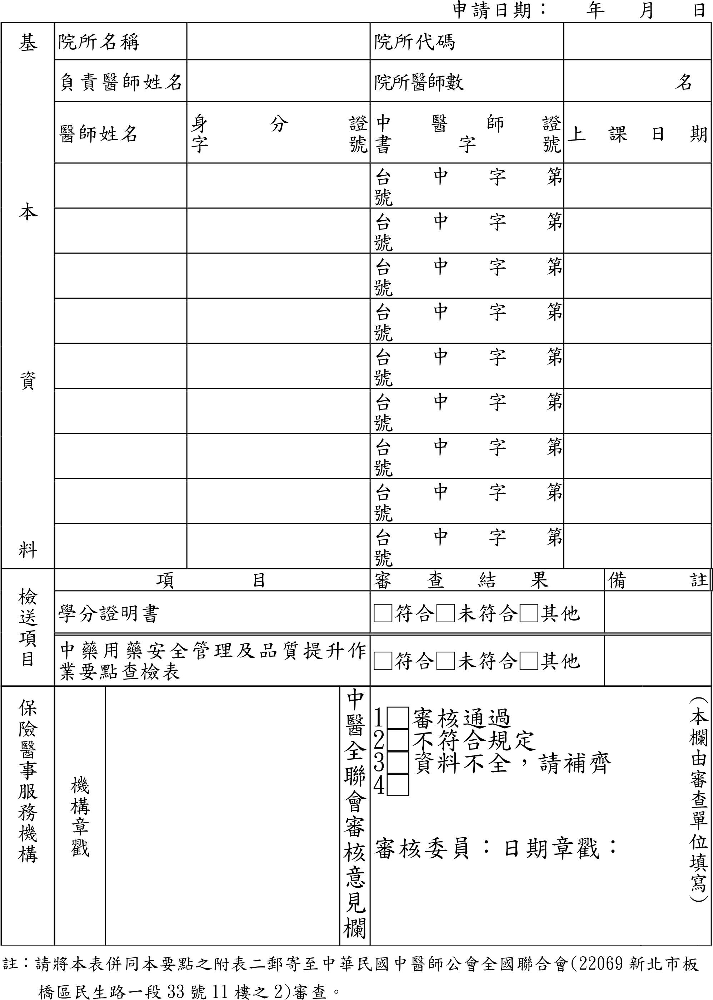 申請日期： 年 月 日
基本資料
院所名稱 院所代碼
負責醫師姓名 院所醫師數 名
醫師姓名 身分證字號 中醫師證書字號 上課日期
台中字第號
台中字第號
台中字第號
台中字第號
台中字第號
台中字第號
台中字第號
台中字第號
台中字第號
檢送項目
項目 審查結果 備註
學分證明書 □符合□未符合□其他
中藥用藥安全管理及品質提升作
業要點查檢表 □符合□未符合□其他
保險醫事服務機構
機構章戳
中醫全聯會審核意見欄
1□審核通過
2□不符合規定
3□資料不全，請補齊
4□
審核委員：日期章戳：
（本欄由審查單位填寫）
註：請將本表併同本要點之附表二郵寄至中華民國中醫師公會全國聯合會(22069 新北市板
橋區民生路一段 33 號 11 樓之 2)審查。